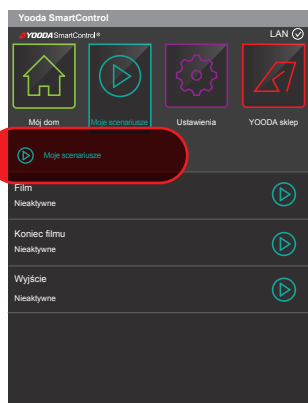 Yooda SmartControl
YOODA SmartControl®
LAN
Mój dom
Moje scenariusze
Ustawienia
YOODA sklep
Moje scenariusze
Film
Nieaktywne
Koniec filmu
Nieaktywne
Wyjście
Nieaktywne